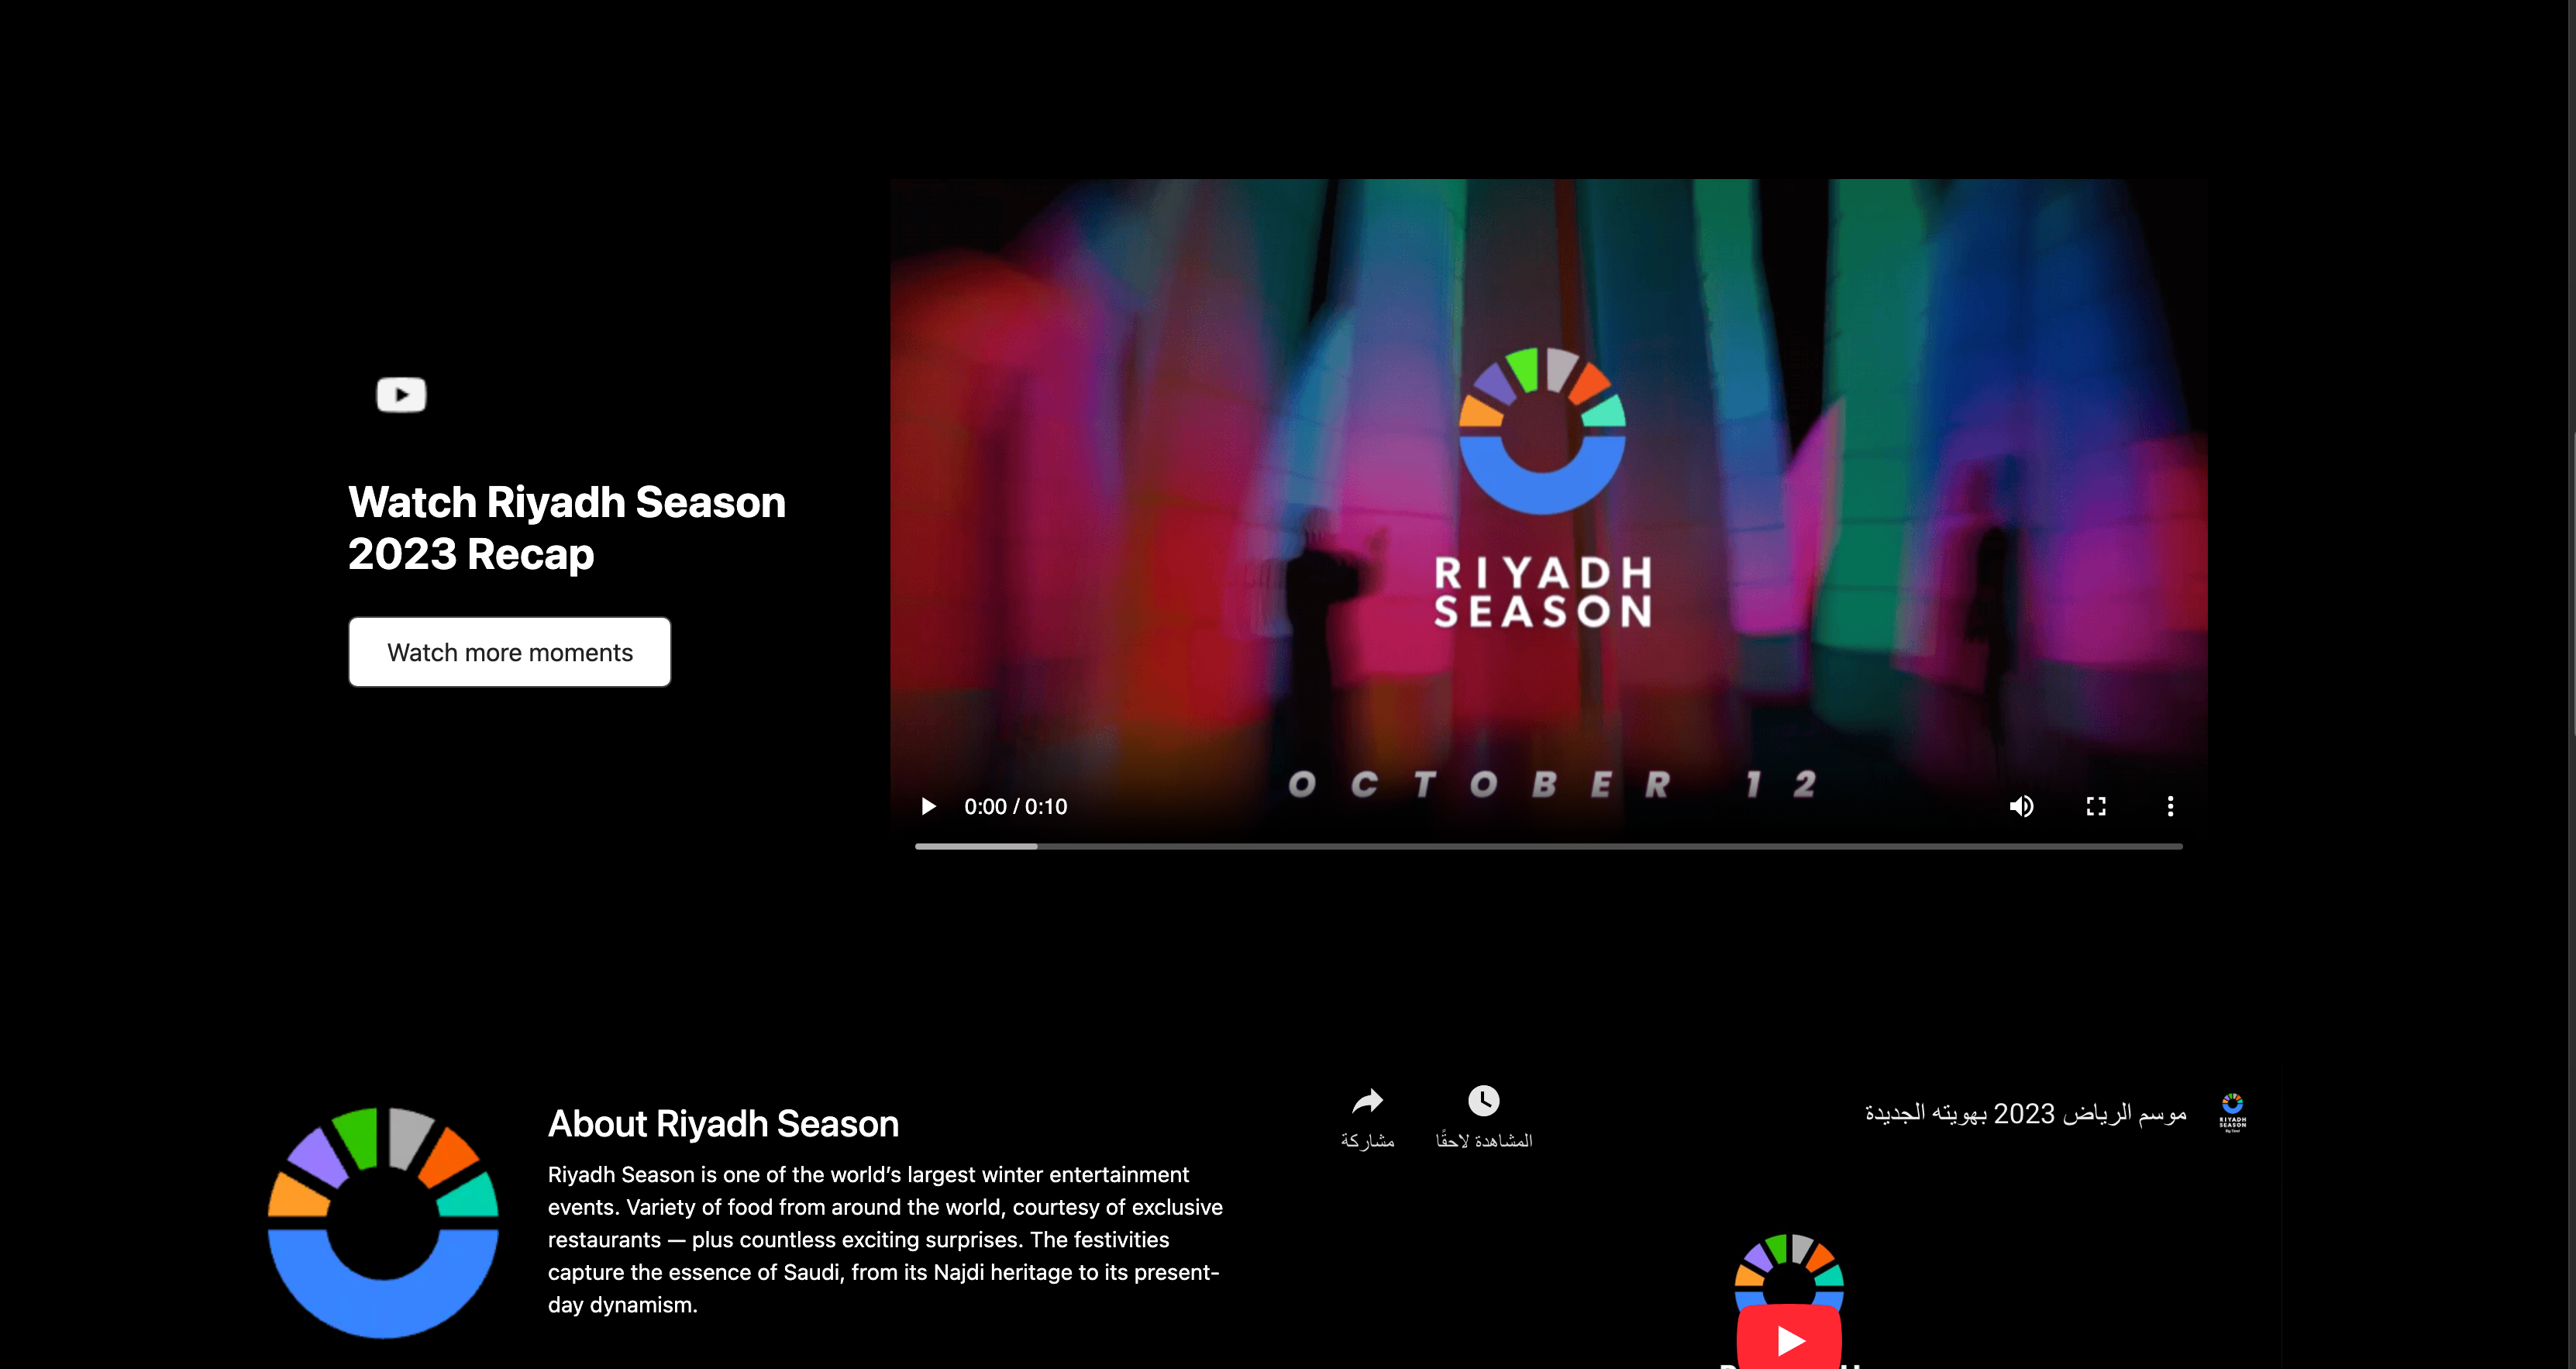 Watch Riyadh Season
2023 Recap
Watch more moments
RIYADH
SEASON
OCTOBER 12
0:00 / 0:10
About Riyadh Season
Riyadh Season is one of the world’s largest winter entertainment
events. Variety of food from around the world, courtesy of exclusive
restaurants — plus countless exciting surprises. The festivities
capture the essence of Saudi, from its Najdi heritage to its present-
day dynamism.
موسم الرياض 2023 بهويته الجديدة
RIYADH
SEASON
المشاهدة لاحقًا
مشاركة